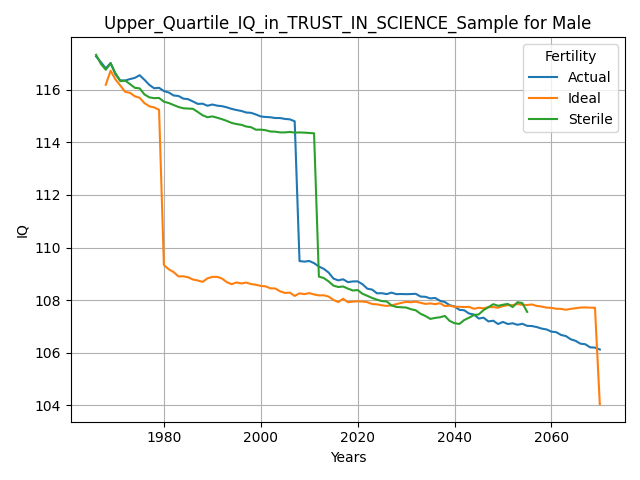 Upper_Quartile_IQ_in_TRUST_IN_SCIENCE_Sample for Male
Fertility
Actual
Ideal
Sterile
IQ
116
114
112
110
108
106
104
1980
2000
2020
2040
2060
Years